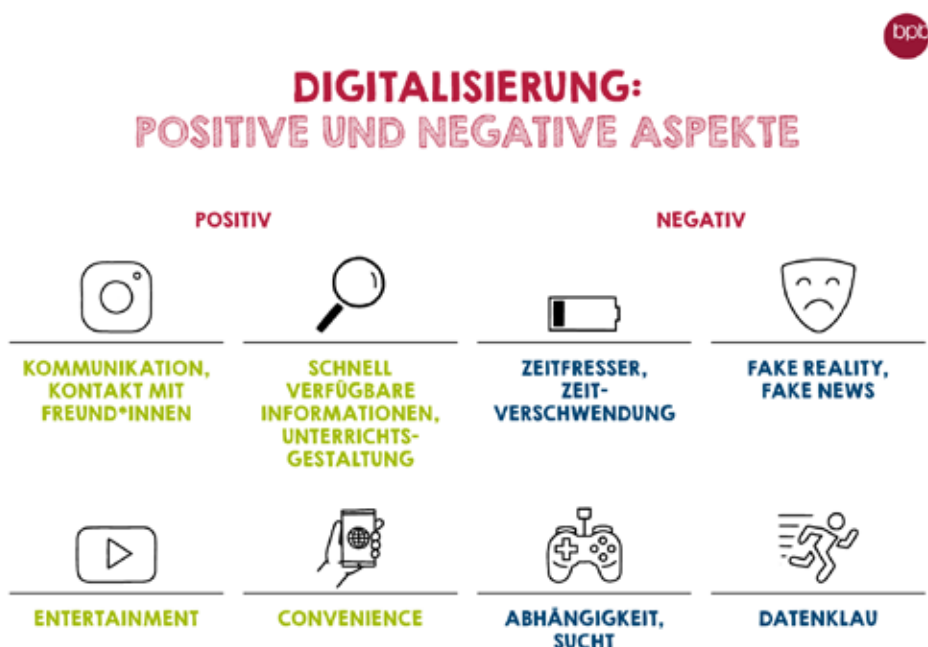 bpb
DIGITALISIERUNG:
POSITIVE UND NEGATIVE ASPEKTE
POSITIV
NEGATIV
KOMMUNIKATION,
KONTAKT MIT
FREUND*INNEN
SCHNELL
VERFÜGBARE
INFORMATIONEN,
UNTERRICHTS-
GESTALTUNG
ZEITFRESSER,
ZEIT-
VERSCHWENDUNG
FAKE REALITY,
FAKE NEWS
ENTERTAINMENT
CONVENIENCE
ABHÄNGIGKEIT,
SUCHT
DATENKLAU